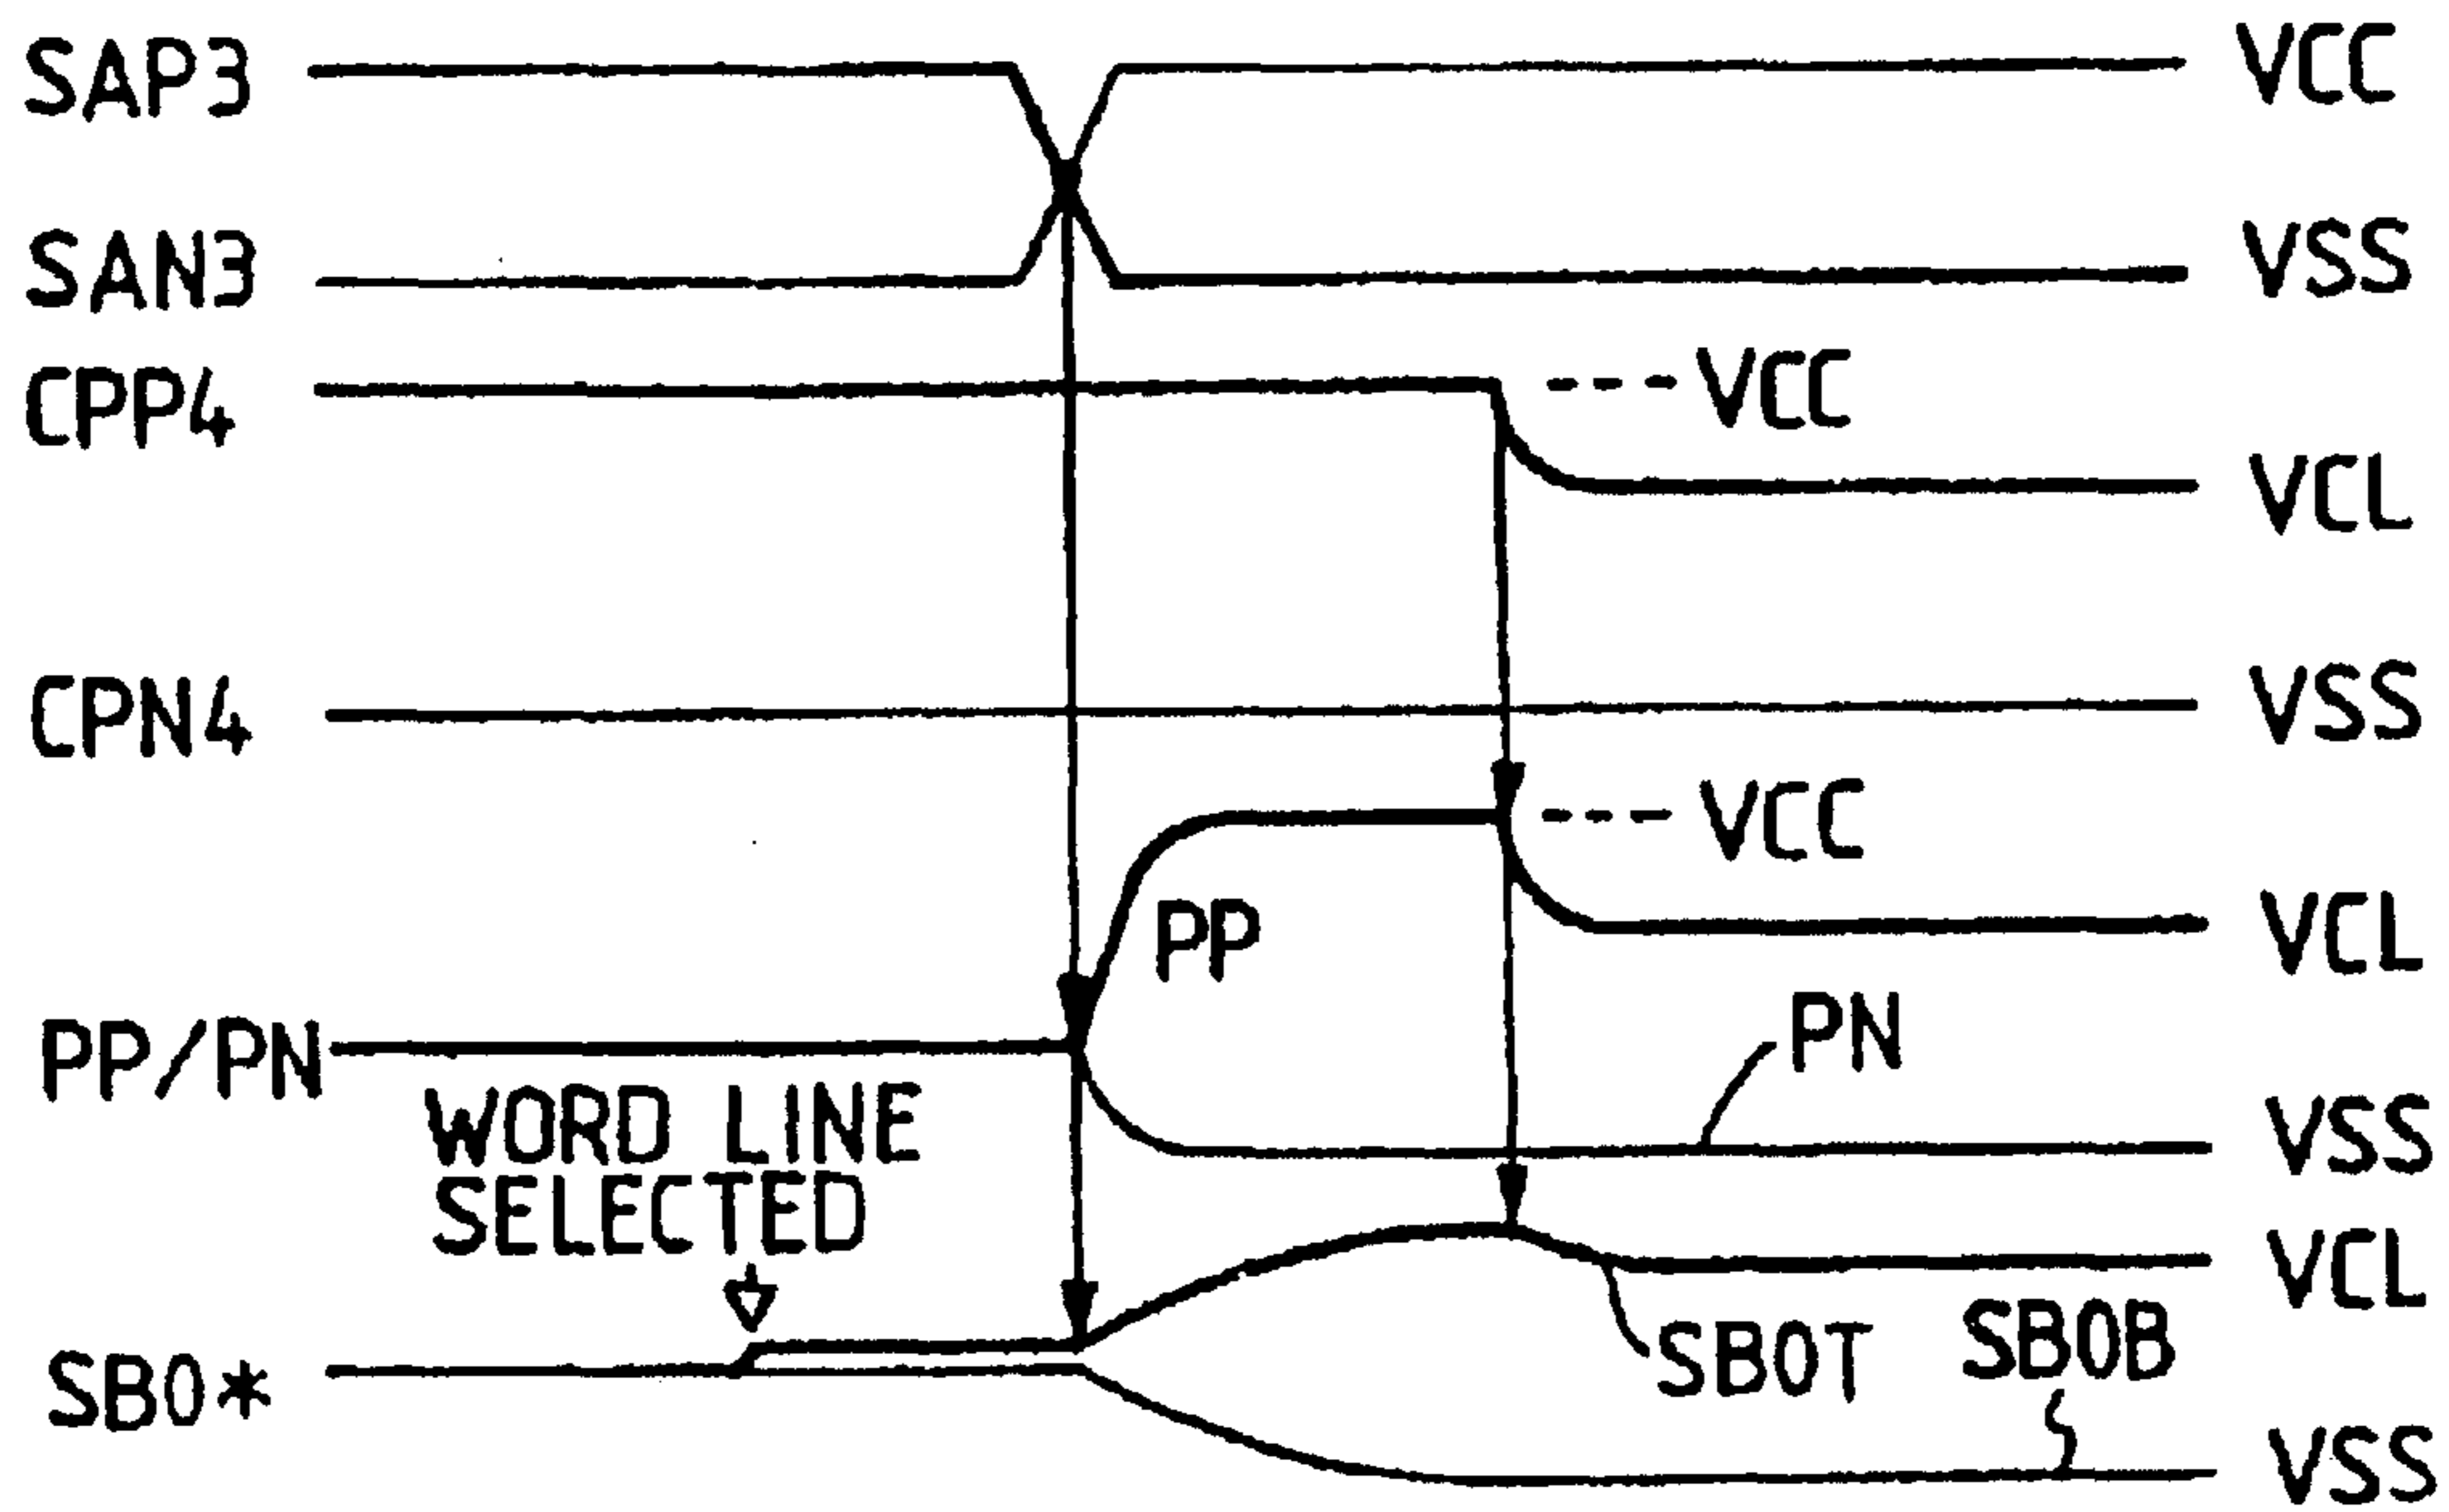 SAP3 VCC
SAN3 VSS
CPP4 ---VCC
VCL
CPN4 VSS
---VCC
PP VCL
PN
PP/PN
WORD LINE VSS
SELECTED
VCL
SB0T SB0B
SB0*
VSS